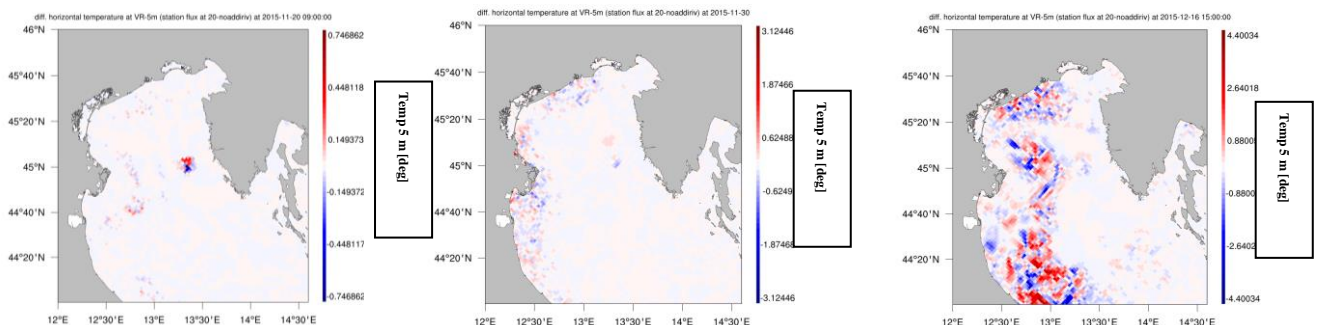 diff. horizontal temperature at VR-5m (station flux at 20-noaddiriv) at 2015-11-20 09:00:00
46°N
45°40'N
45°20'N
45°N
44°40'N
44°20'N
12°E 12°30'E 13°E 13°30'E 14°E 14°30'E
0.746862
0.448118
0.149373
-0.149372
-0.448117
-0.746862
Temp 5 m [deg]
diff. horizontal temperature at VR-5m (station flux at 20-noaddiriv) at 2015-11-30
46°N
45°40'N
45°20'N
45°N
44°40'N
44°20'N
12°E 12°30'E 13°E 13°30'E 14°E 14°30'E
3.12446
1.87466
0.62488
-0.6249
-1.8746
-3.12446
Temp 5 m [deg]
diff. horizontal temperature at VR-5m (station flux at 20-noaddiriv) at 2015-12-16 15:00:00
46°N
45°40'N
45°20'N
45°N
44°40'N
44°20'N
12°E 12°30'E 13°E 13°30'E 14°E 14°30'E
4.40034
2.64018
0.88005
-0.8800
-2.6402
-4.40034
Temp 5 m [deg]